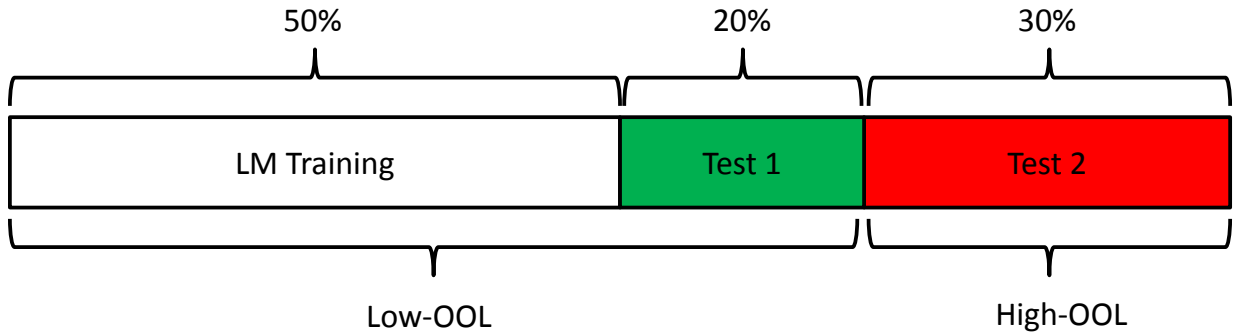 50%
20%
30%
LM Training
Test 1
Test 2
Low-OOL
High-OOL